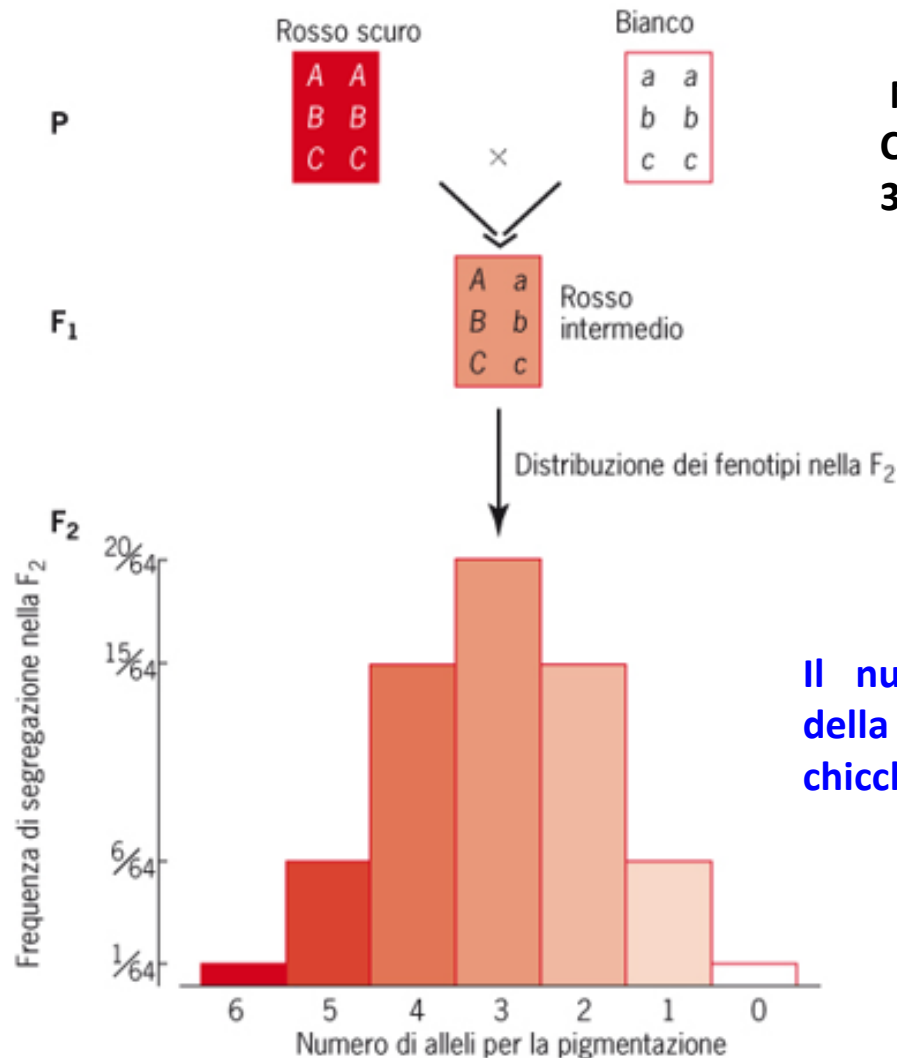 Rosso scuro
Bianco
P
A A
B B
C C
×
a a
b b
c c
F₁
A a
B b
C c
Rosso
intermedio
Distribuzione dei fenotipi nella F₂
F₂
Frequenza di segregazione nella F₂
20/64
15/64
6/64
1/64
6 5 4 3 2 1 0
Numero di alleli per la pigmentazione
3
Il
della